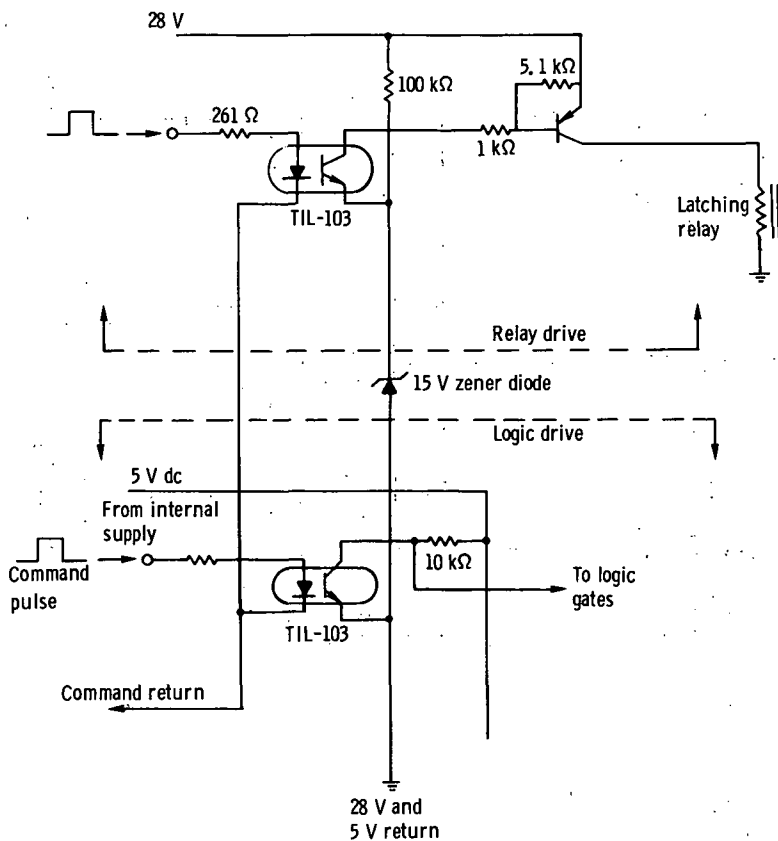 28 V
5.1 kΩ
100 kΩ
261 Ω
1 kΩ
TIL-103
Latching
relay
Relay drive
15 V zener diode
Logic drive
5 V dc
From internal
supply
10 kΩ
Command
pulse
To logic
gates
TIL-103
Command return
28 V and
5 V return